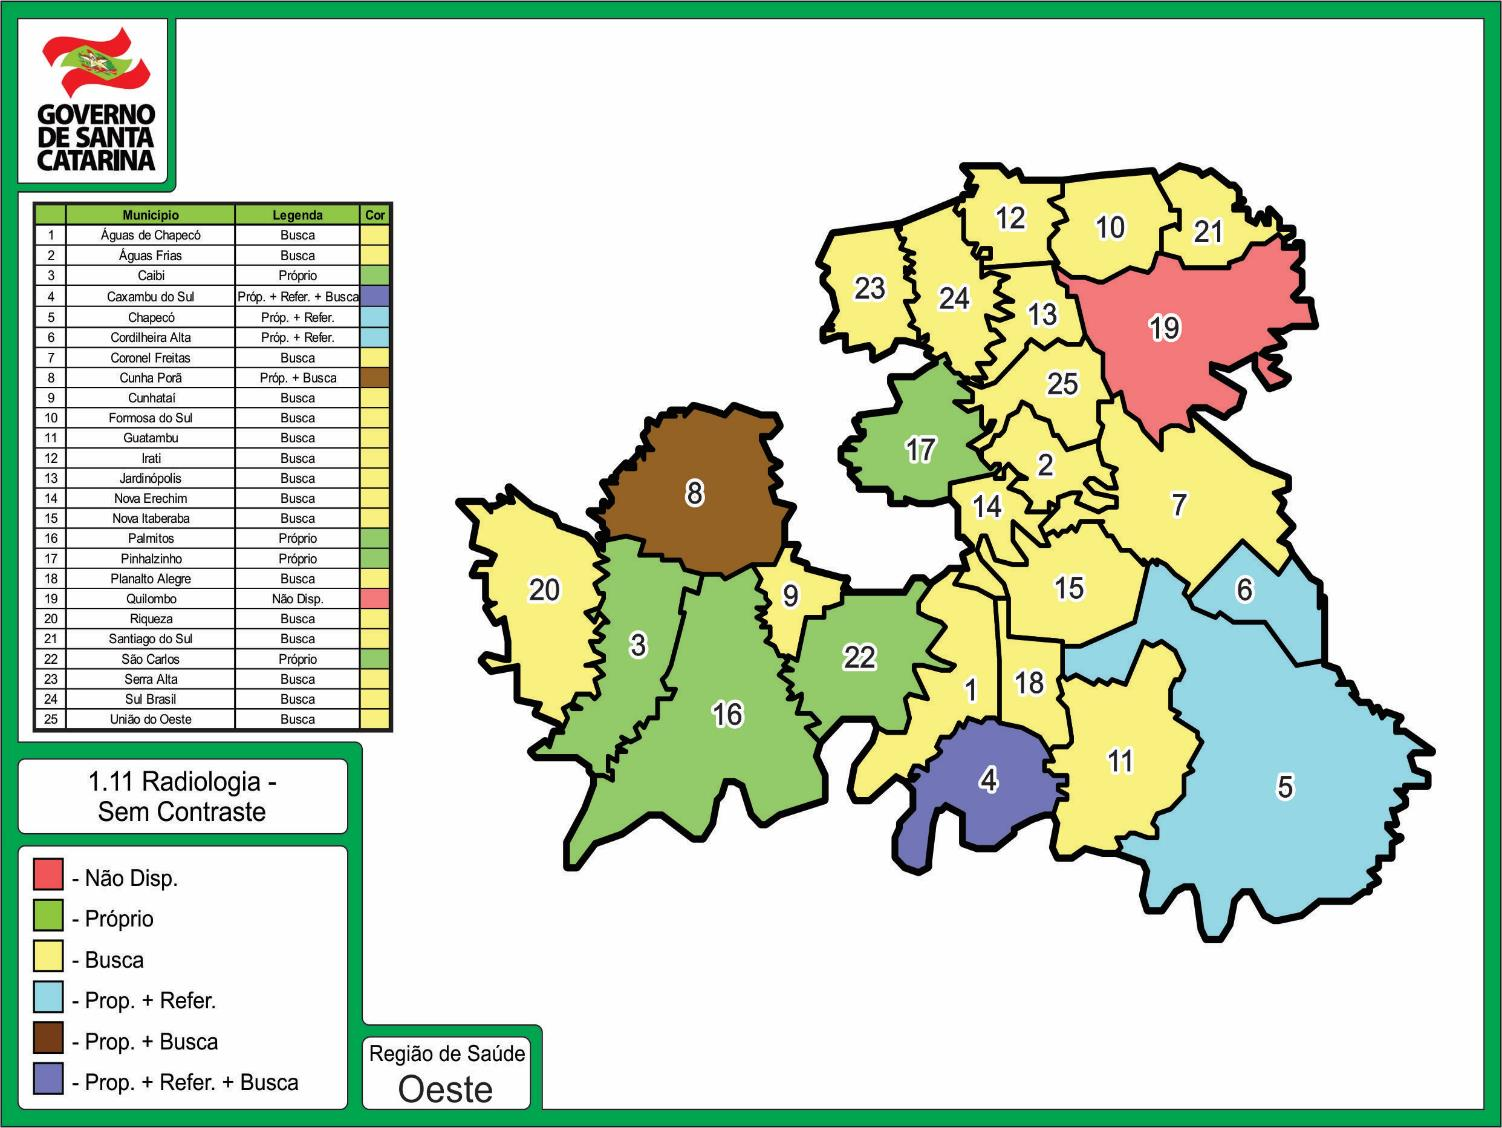 GOVERNO
DE SANTA
CATARINA
Município Legenda Cor
1 Águas de Chapecó Busca
2 Águas Frias Busca
3 Caibi Próprio
4 Caxambu do Sul Próp. + Refer. + Busca
5 Chapecó Próp. + Refer.
6 Cordilheira Alta Próp. + Refer.
7 Coronel Freitas Busca
8 Cunha Porã Próp. + Busca
9 Cunhataí Busca
10 Formosa do Sul Busca
11 Guatambu Busca
12 Irati Busca
13 Jardinópolis Busca
14 Nova Erechim Busca
15 Nova Itaberaba Busca
16 Palmitos Próprio
17 Pinhalzinho Próprio
18 Planalto Alegre Busca
19 Quilombo Não Disp.
20 Riqueza Busca
21 Santiago do Sul Busca
22 São Carlos Próprio
23 Serra Alta Busca
24 Sul Brasil Busca
25 União do Oeste Busca
12
10
21
23
24
13
19
25
17
2
8
14
7
20
9
15
6
3
22
1
18
16
11
4
5
1.11 Radiologia -
Sem Contraste
- Não Disp.
- Próprio
- Busca
- Prop. + Refer.
- Prop. + Busca
- Prop. + Refer. + Busca
Região de Saúde
Oeste